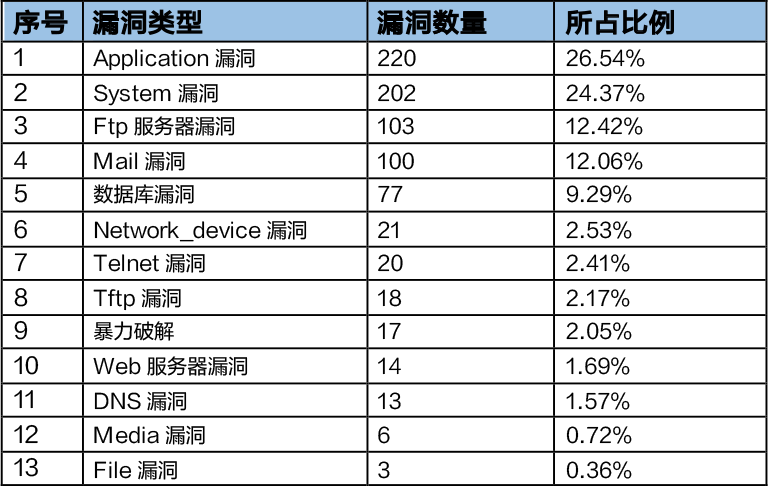 序号 漏洞类型 漏洞数量 所占比例
1 Application 漏洞 220 26.54%
2 System 漏洞 202 24.37%
3 Ftp 服务器漏洞 103 12.42%
4 Mail 漏洞 100 12.06%
5 数据库漏洞 77 9.29%
6 Network_device 漏洞 21 2.53%
7 Telnet 漏洞 20 2.41%
8 Tftp 漏洞 18 2.17%
9 暴力破解 17 2.05%
10 Web 服务器漏洞 14 1.69%
11 DNS 漏洞 13 1.57%
12 Media 漏洞 6 0.72%
13 File 漏洞 3 0.36%